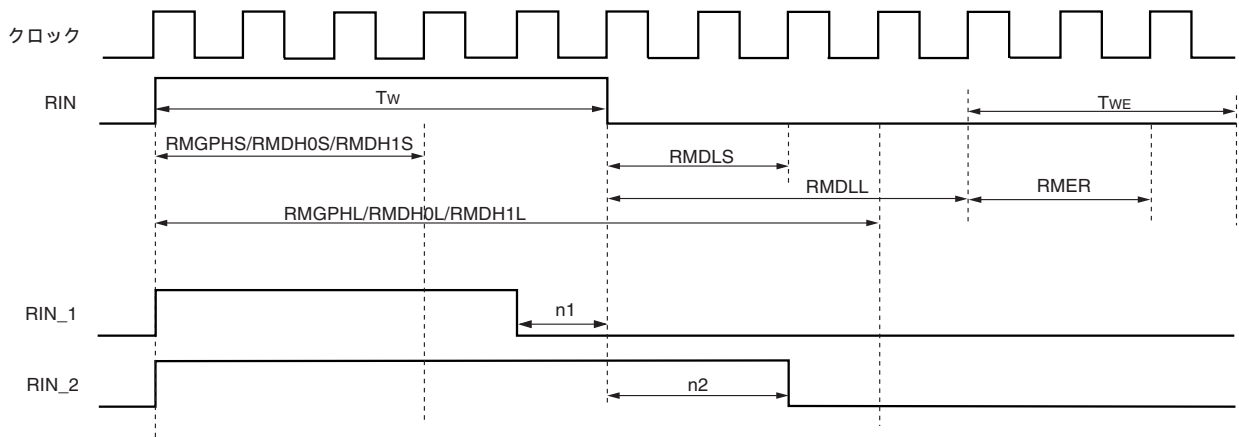 クロック
RIN
TW
TWE
RMGPHS/RMDH0S/RMDH1S
RMDLS
RMDLL
RMER
RMGPHL/RMDH0L/RMDH1L
RIN_1
n1
RIN_2
n2